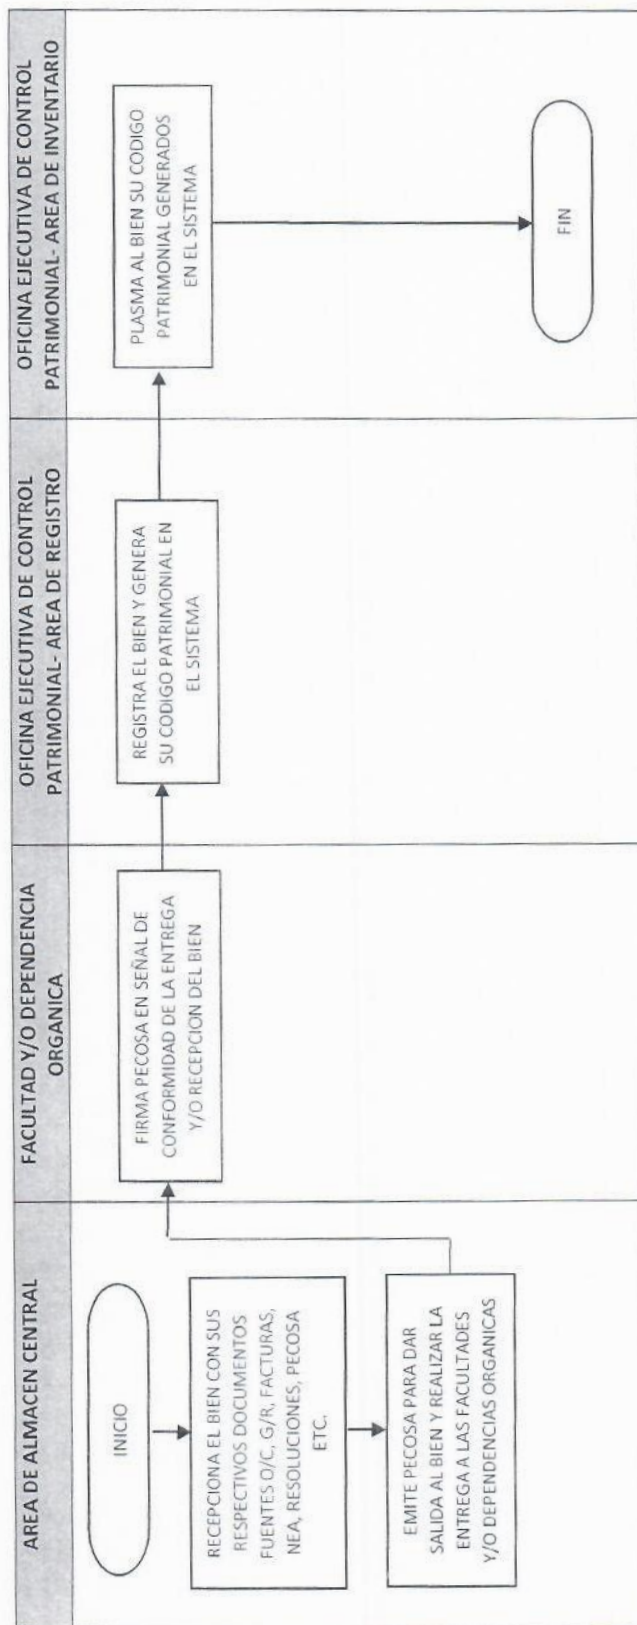 AREA DE ALMACEN CENTRAL
FACULTAD Y/O DEPENDENCIA
ORGANICA
OFICINA EJECUTIVA DE CONTROL
PATRIMONIAL- AREA DE REGISTRO
OFICINA EJECUTIVA DE CONTROL
PATRIMONIAL- AREA DE INVENTARIO
INICIO
RECEPCIONA EL BIEN CON SUS
RESPECTIVOS DOCUMENTOS
FUENTES O/C, G/R, FACTURAS,
NEA, RESOLUCIONES, PECOSA
ETC.
EMITE PECOSA PARA DAR
SALIDA AL BIEN Y REALIZAR LA
ENTREGA A LAS FACULTADES
Y/O DEPENDENCIAS ORGANICAS
FIRMA PECOSA EN SEÑAL DE
CONFORMIDAD DE LA ENTREGA
Y/O RECEPCION DEL BIEN
REGISTRA EL BIEN Y GENERA
SU CODIGO PATRIMONIAL EN
EL SISTEMA
PLASMA AL BIEN SU CODIGO
PATRIMONIAL GENERADOS
EN EL SISTEMA
FIN